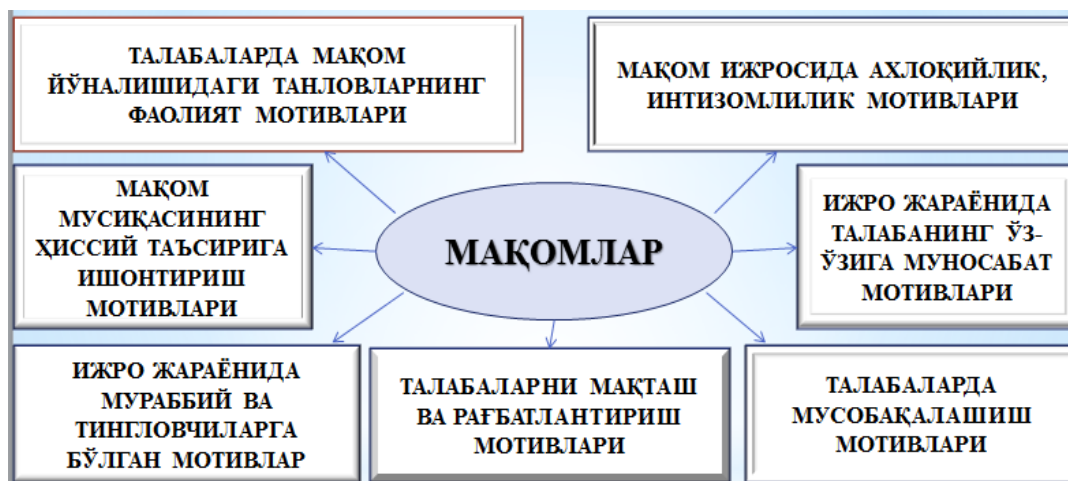 ТАЛАБАЛАРДА МАҚОМ
ЙЎНАЛИШИДАГИ ТАНЛОВЛАРНИНГ
ФАОЛИЯТ МОТИВЛАРИ
МАҚОМ ИЖРОСИДА АХЛОҚИЙЛИК,
ИНТИЗОМЛИЛИК МОТИВЛАРИ
МАҚОМ
МУСИҚАСИНИНГ
ҲИССИЙ ТАЪСИРИГА
ИШОНТИРИШ
МОТИВЛАРИ
МАҚОМЛАР
ИЖРО ЖАРАЁНИДА
ТАЛАБАНИНГ ЎЗ-
ЎЗИГА МУНОСАБАТ
МОТИВЛАРИ
ИЖРО ЖАРАЁНИДА
МУРАББИЙ ВА
ТИНГЛОВЧИЛАРГА
БЎЛГАН МОТИВЛАР
ТАЛАБАЛАРНИ МАҚТАШ
ВА РАҒБАТЛАНТИРИШ
МОТИВЛАРИ
ТАЛАБАЛАРДА
МУСОБАҚАЛАШИШ
МОТИВЛАРИ